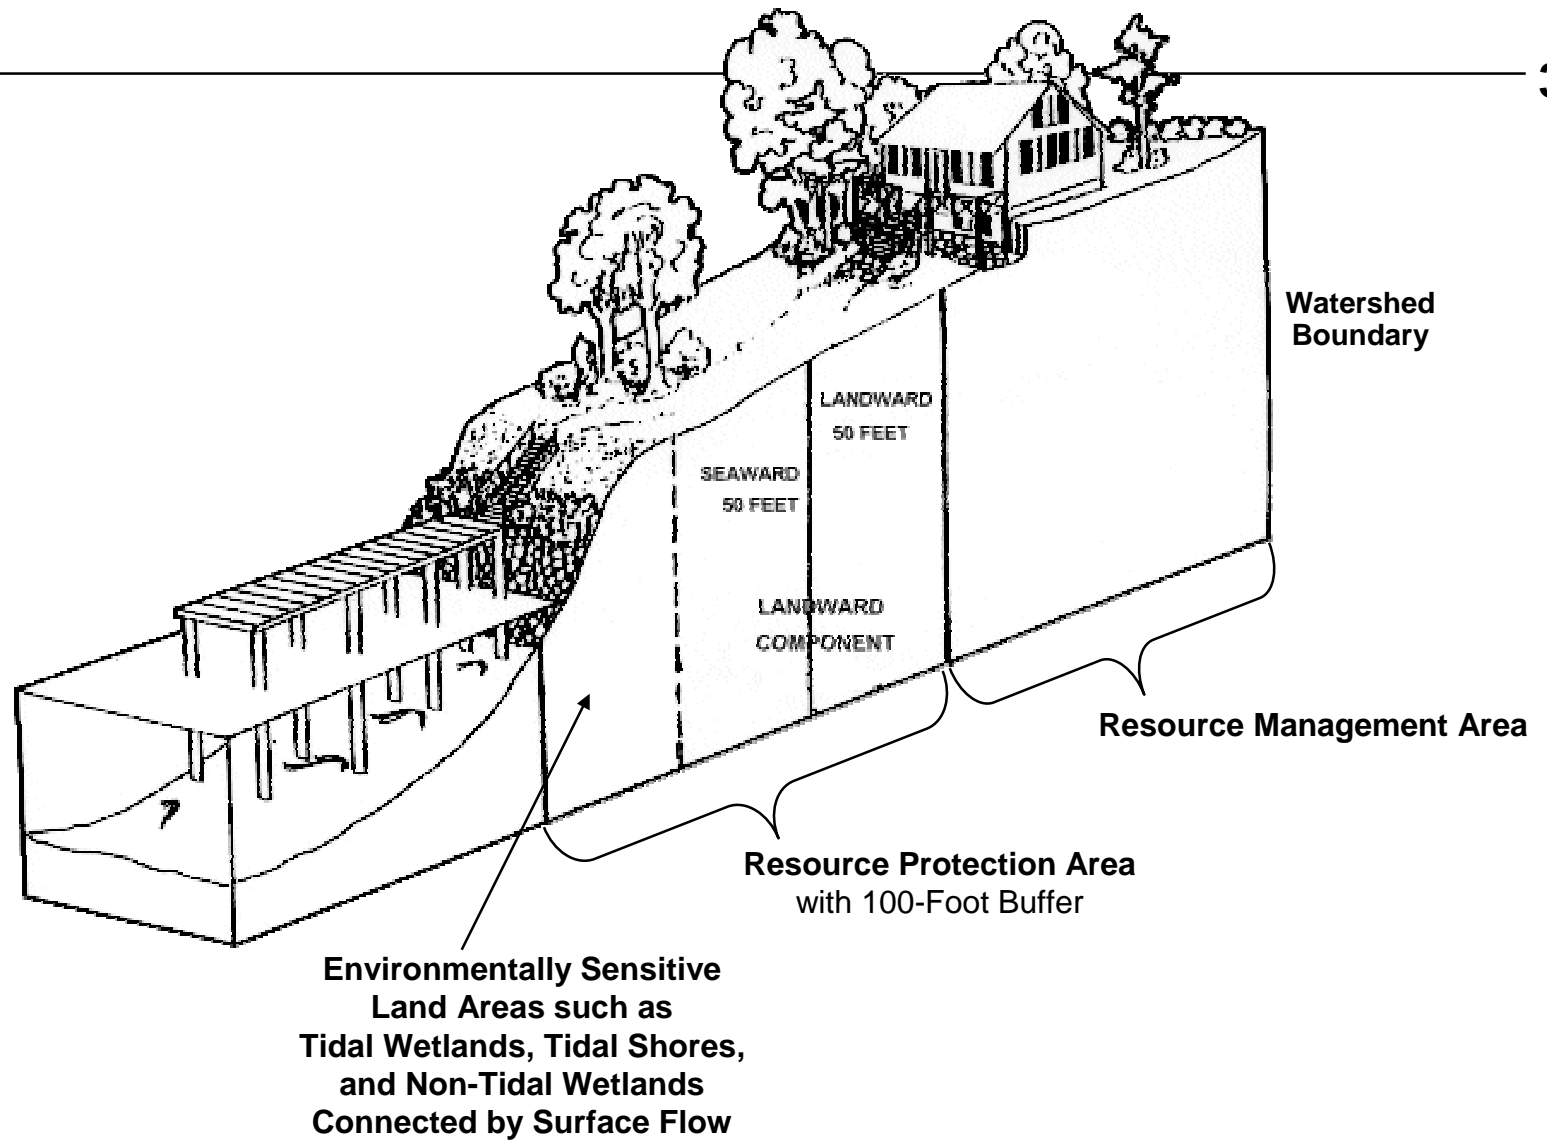 Watershed
Boundary
LANDWARD
50 FEET
SEAWARD
50 FEET
LANDWARD
COMPONENT
Resource Management Area
Resource Protection Area
with 100-Foot Buffer
Environmentally Sensitive
Land Areas such as
Tidal Wetlands, Tidal Shores,
and Non-Tidal Wetlands
Connected by Surface Flow